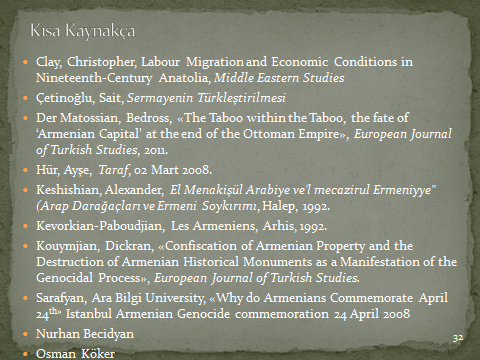 Kısa Kaynakça
Clay, Christopher, Labour Migration and Economic Conditions in
Nineteenth-Century Anatolia, Middle Eastern Studies
Çetinoğlu, Sait, Sermayenin Türkleştirilmesi
Der Matossian, Bedross, «The Taboo within the Taboo, the fate of
‘Armenian Capital’ at the end of the Ottoman Empire», European Journal
of Turkish Studies, 2011.
Hür, Ayşe, Taraf, 02 Mart 2008.
Keshishian, Alexander, El Menakişül Arabiye ve'l mecazirul Ermeniyye"
(Arap Darağaçları ve Ermeni Soykırımı, Halep, 1992.
Kevorkian-Paboudjian, Les Armeniens, Arhis, 1992.
Kouymjian, Dickran, «Confiscation of Armenian Property and the
Destruction of Armenian Historical Monuments as a Manifestation of the
Genocidal Process», European Journal of Turkish Studies.
Sarafyan, Ara Bilgi University, «Why do Armenians Commemorate April
24th» Istanbul Armenian Genocide commemoration 24 April 2008
Nurhan Becidyan
32
Osman Köker